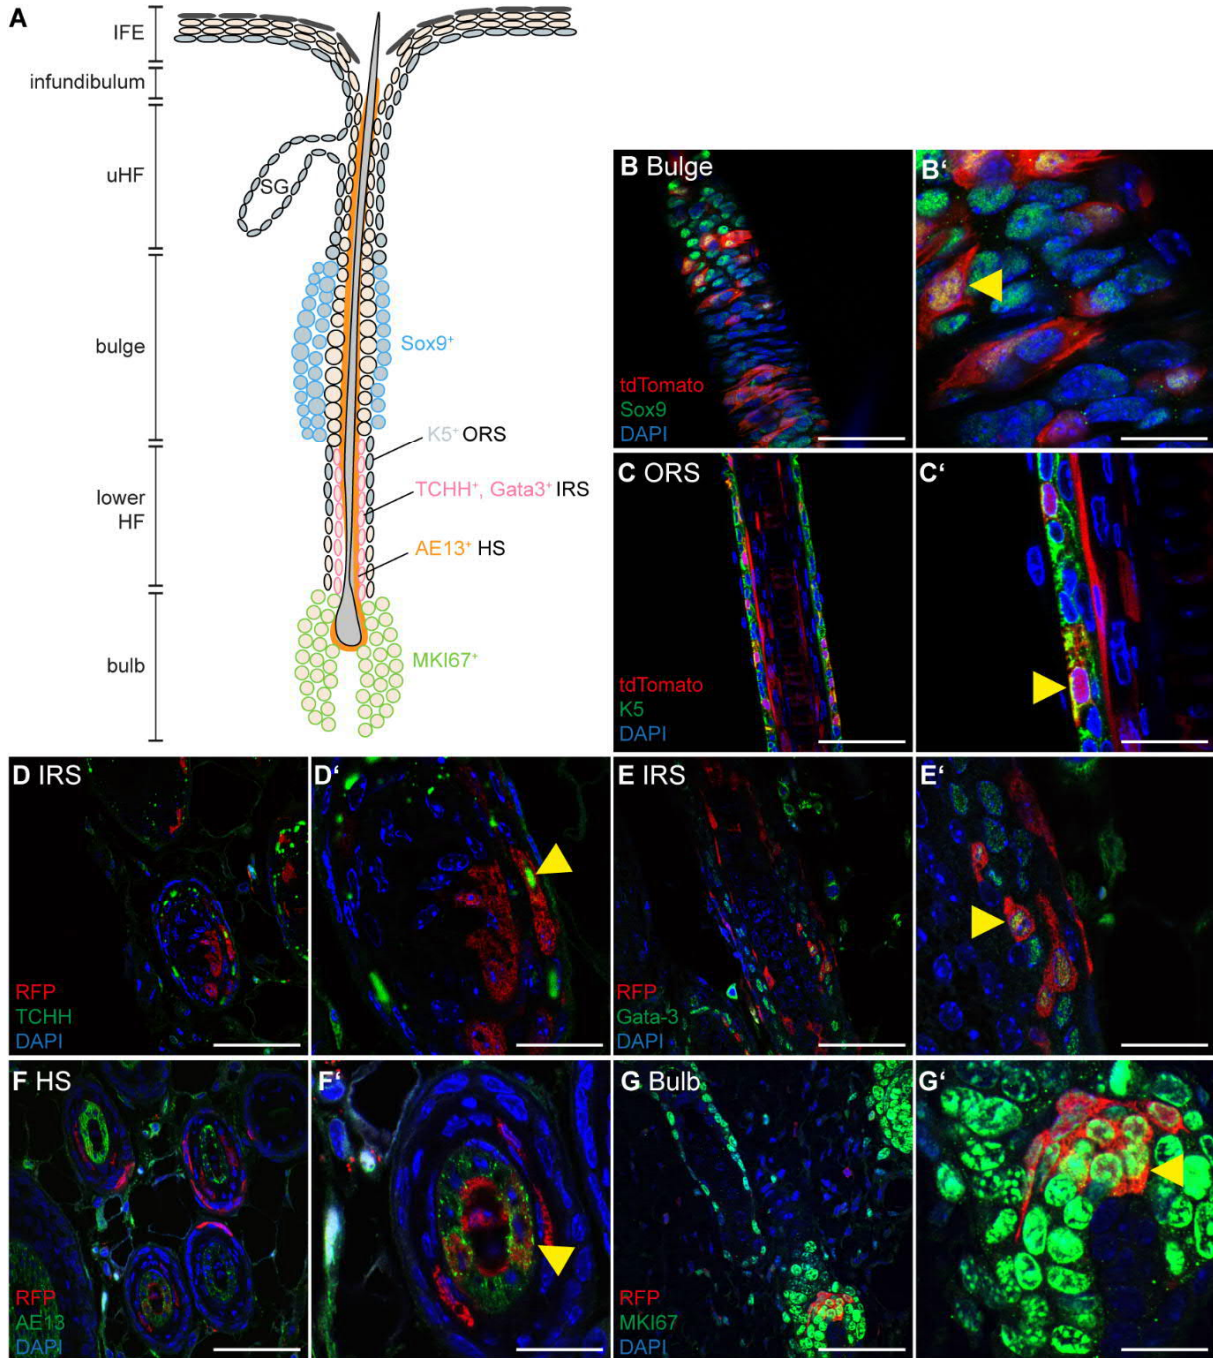 A
IFE
infundibulum
uHF
SG
bulge
Sox9+
K5+ ORS
lower
HF
TCHH+, Gata3+ IRS
AE13+ HS
bulb
MKI67+
B Bulge
tdTomato
Sox9
DAPI
B'
C ORS
tdTomato
K5
DAPI
C'
D IRS
RFP
TCHH
DAPI
D'
E IRS
RFP
Gata-3
DAPI
E'
F HS
RFP
AE13
DAPI
F'
G Bulb
RFP
MKI67
DAPI
G'